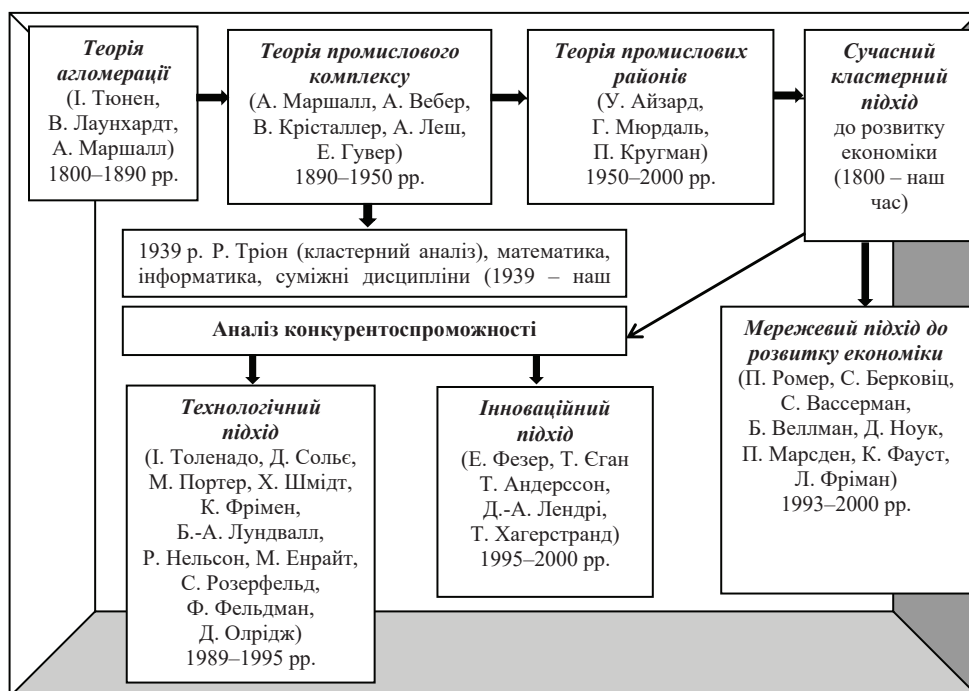 Теорія
агломерації
(І. Тюнен,
В. Лаунхардт,
А. Маршалл)
1800–1890 рр.
Теорія промислового
комплексу
(А. Маршалл, А. Вебер,
В. Крісталлер, А. Леш,
Е. Гувер)
1890–1950 рр.
Теорія промислових
районів
(У. Айзард,
Г. Мюрдаль,
П. Кругман)
1950–2000 рр.
Сучасний
кластерний
підхід
до розвитку
економіки
(1800 – наш
час)
1939 р. Р. Тріон (кластерний аналіз), математика,
інформатика, суміжні дисципліни (1939 – наш
Аналіз конкурентоспроможності
Технологічний
підхід
(І. Толенадо, Д. Сольє,
М. Портер, Х. Шмідт,
К. Фрімен,
Б.-А. Лундвалл,
Р. Нельсон, М. Енрайт,
С. Розерфельд,
Ф. Фельдман,
Д. Олрідж)
1989–1995 рр.
Інноваційний
підхід
(Е. Фезер, Т. Єган
Т. Андерссон,
Д.-А. Лендрі,
Т. Хагерстранд)
1995–2000 рр.
Мережевий підхід до
розвитку економіки
(П. Ромер, С. Берковіц,
С. Вассерман,
Б. Веллман, Д. Ноук,
П. Марсден, К. Фауст,
Л. Фріман)
1993–2000 рр.